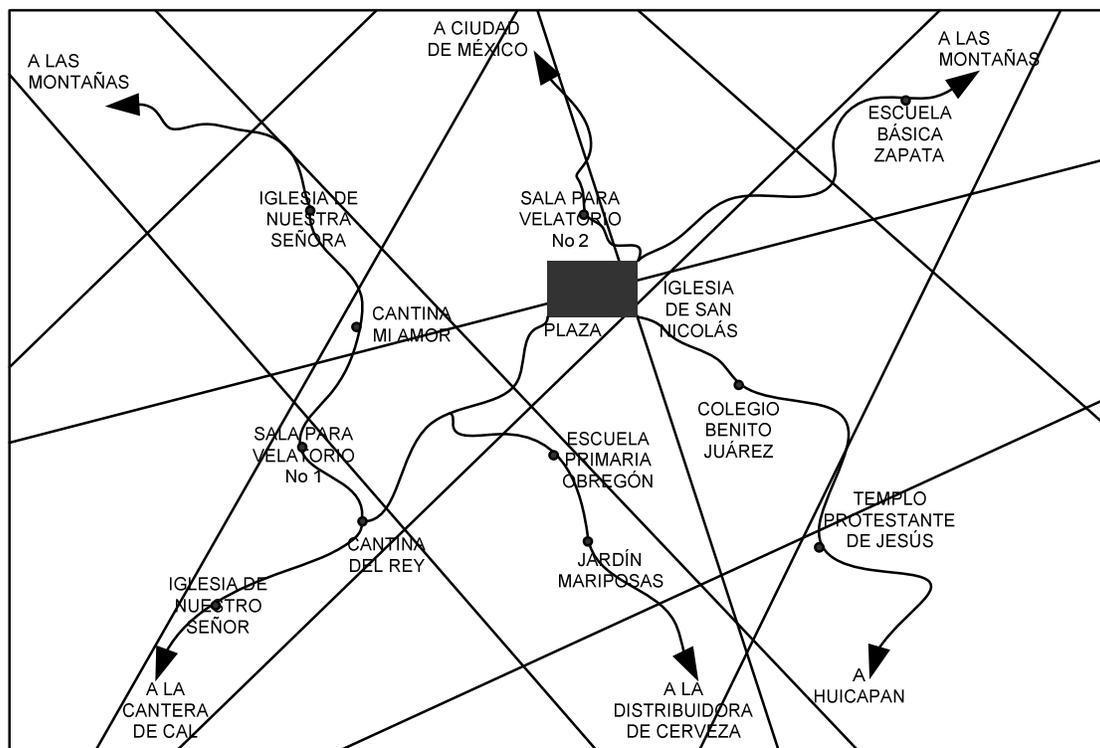 A CIUDAD
DE MÉXICO
A LAS
MONTAÑAS
A LAS
MONTAÑAS
ESCUELA
BÁSICA
ZAPATA
IGLESIA DE
NUESTRA
SEÑORA
SALA PARA
VELATORIO
No 2
CANTINA
MI AMOR
PLAZA
IGLESIA
DE SAN
NICOLÁS
COLEGIO
BENITO
JUÁREZ
SALA PARA
VELATORIO
No 1
ESCUELA
PRIMARIA
OBREGÓN
CANTINA
DEL REY
JARDÍN
MARIPOSAS
TEMPLO
PROTESTANTE
DE JESÚS
IGLESIA DE
NUESTRO
SEÑOR
A LA
CANTERA
DE CAL
A LA
DISTRIBUIDORA
DE CERVEZA
A
HUICAPAN